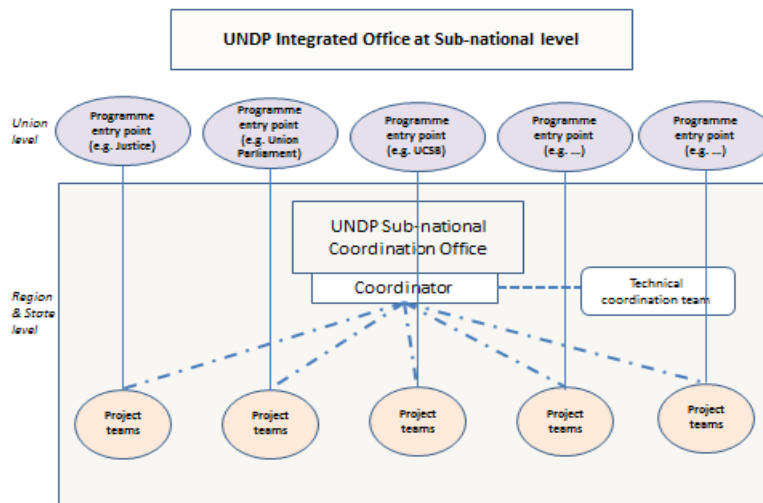 UNDP Integrated Office at Sub-national level
Union
level
Programme
entry point
(e.g. Justice)
Programme
entry point
(e.g. Union
Parliament)
Programme
entry point
(e.g. UCSB)
Programme
entry point
(e.g. ...)
Programme
entry point
(e.g. ...)
UNDP Sub-national
Coordination Office
Coordinator
Technical
coordination team
Region
& State
level
Project
teams
Project
teams
Project
teams
Project
teams
Project
teams